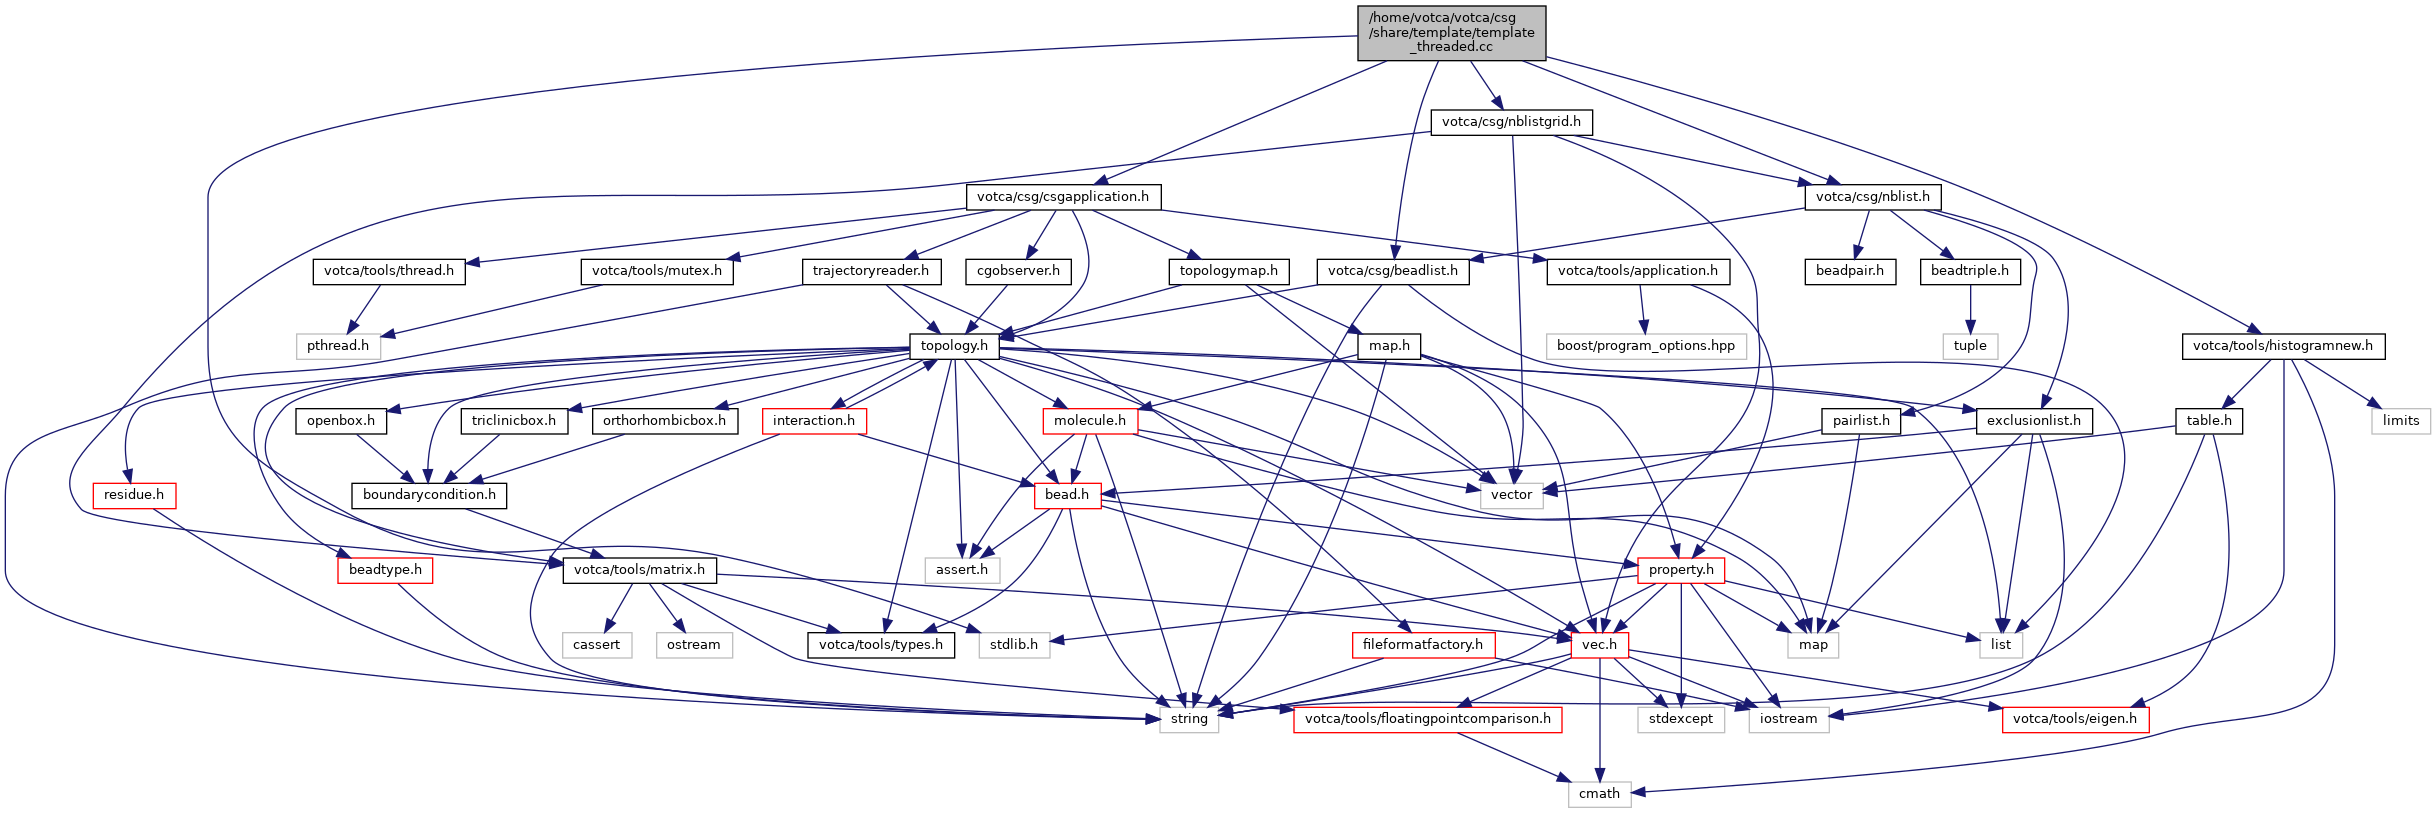 /home/votca/votca/csg
/share/template/template
_threaded.cc
votca/csg/nblistgrid.h
votca/csg/csgapplication.h
votca/csg/nblist.h
votca/tools/thread.h
votca/tools/mutex.h
trajectoryreader.h
cgobserver.h
topologymap.h
votca/csg/beadlist.h
votca/tools/application.h
beadpair.h
beadtriple.h
pthread.h
topology.h
map.h
boost/program_options.hpp
tuple
votca/tools/histogramnew.h
openbox.h
triclinicbox.h
orthorhombicbox.h
interaction.h
molecule.h
pairlist.h
exclusionlist.h
table.h
limits
residue.h
boundarycondition.h
bead.h
vector
beadtype.h
votca/tools/matrix.h
assert.h
property.h
cassert
ostream
votca/tools/types.h
stdlib.h
fileformatfactory.h
vec.h
map
list
string
votca/tools/floatingpointcomparison.h
stdexcept
iostream
votca/tools/eigen.h
cmath